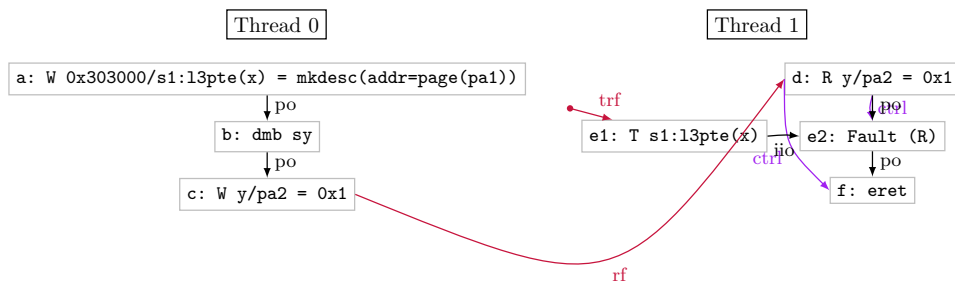 Thread 0
a: W 0x303000/s1:l3pte(x) = mkdesc(addr=page(pa1))
po
b: dmb sy
po
c: W y/pa2 = 0x1
rf
Thread 1
d: R y/pa2 = 0x1
po
ctrl
trf
e1: T s1:l3pte(x)
iio
e2: Fault (R)
ctrl
po
f: eret